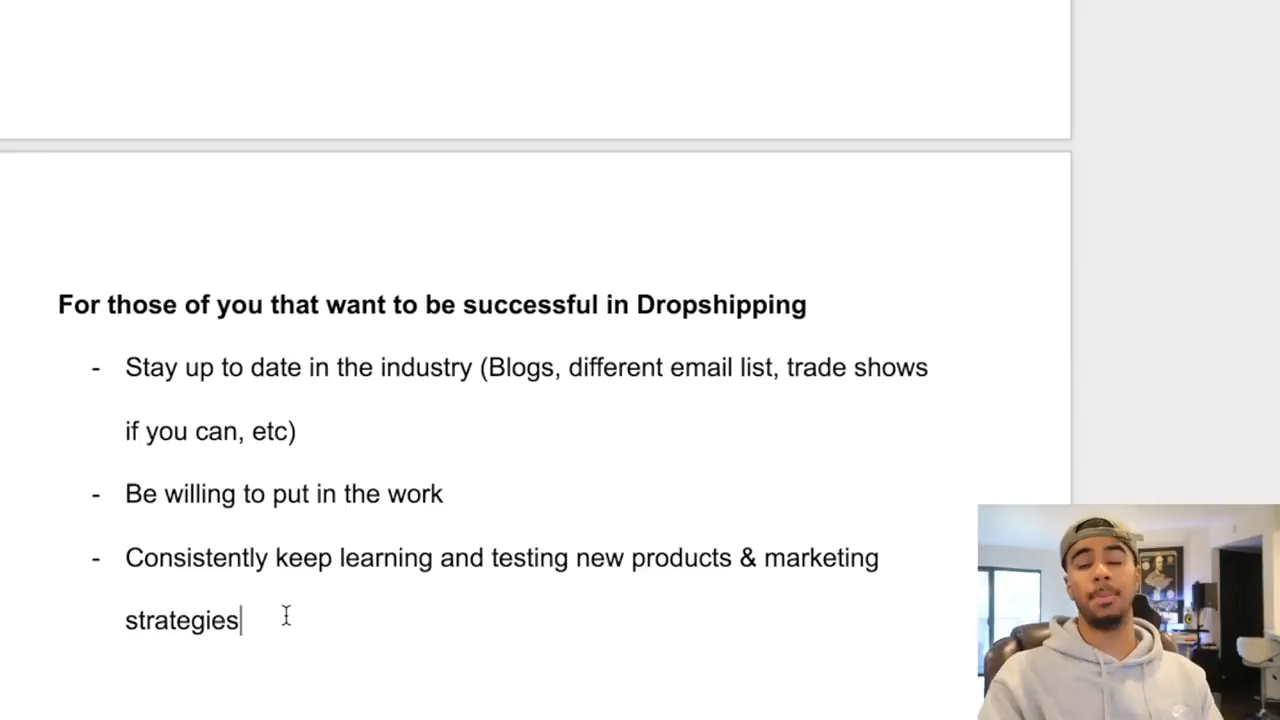 For those of you that want to be successful in Dropshipping
- Stay up to date in the industry (Blogs, different email list, trade shows
if you can, etc)
- Be willing to put in the work
- Consistently keep learning and testing new products & marketing
strategies